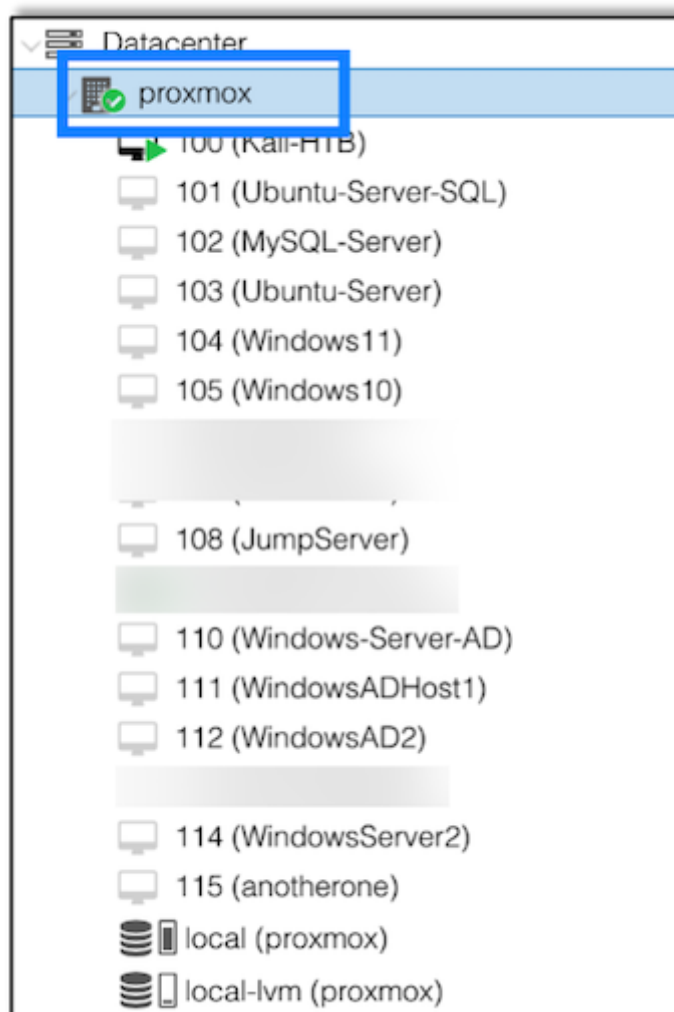 Datacenter
proxmox
100 (Kali-HTB)
101 (Ubuntu-Server-SQL)
102 (MySQL-Server)
103 (Ubuntu-Server)
104 (Windows11)
105 (Windows10)
108 (JumpServer)
110 (Windows-Server-AD)
111 (WindowsADHost1)
112 (WindowsAD2)
114 (WindowsServer2)
115 (anotherone)
local (proxmox)
local-lvm (proxmox)